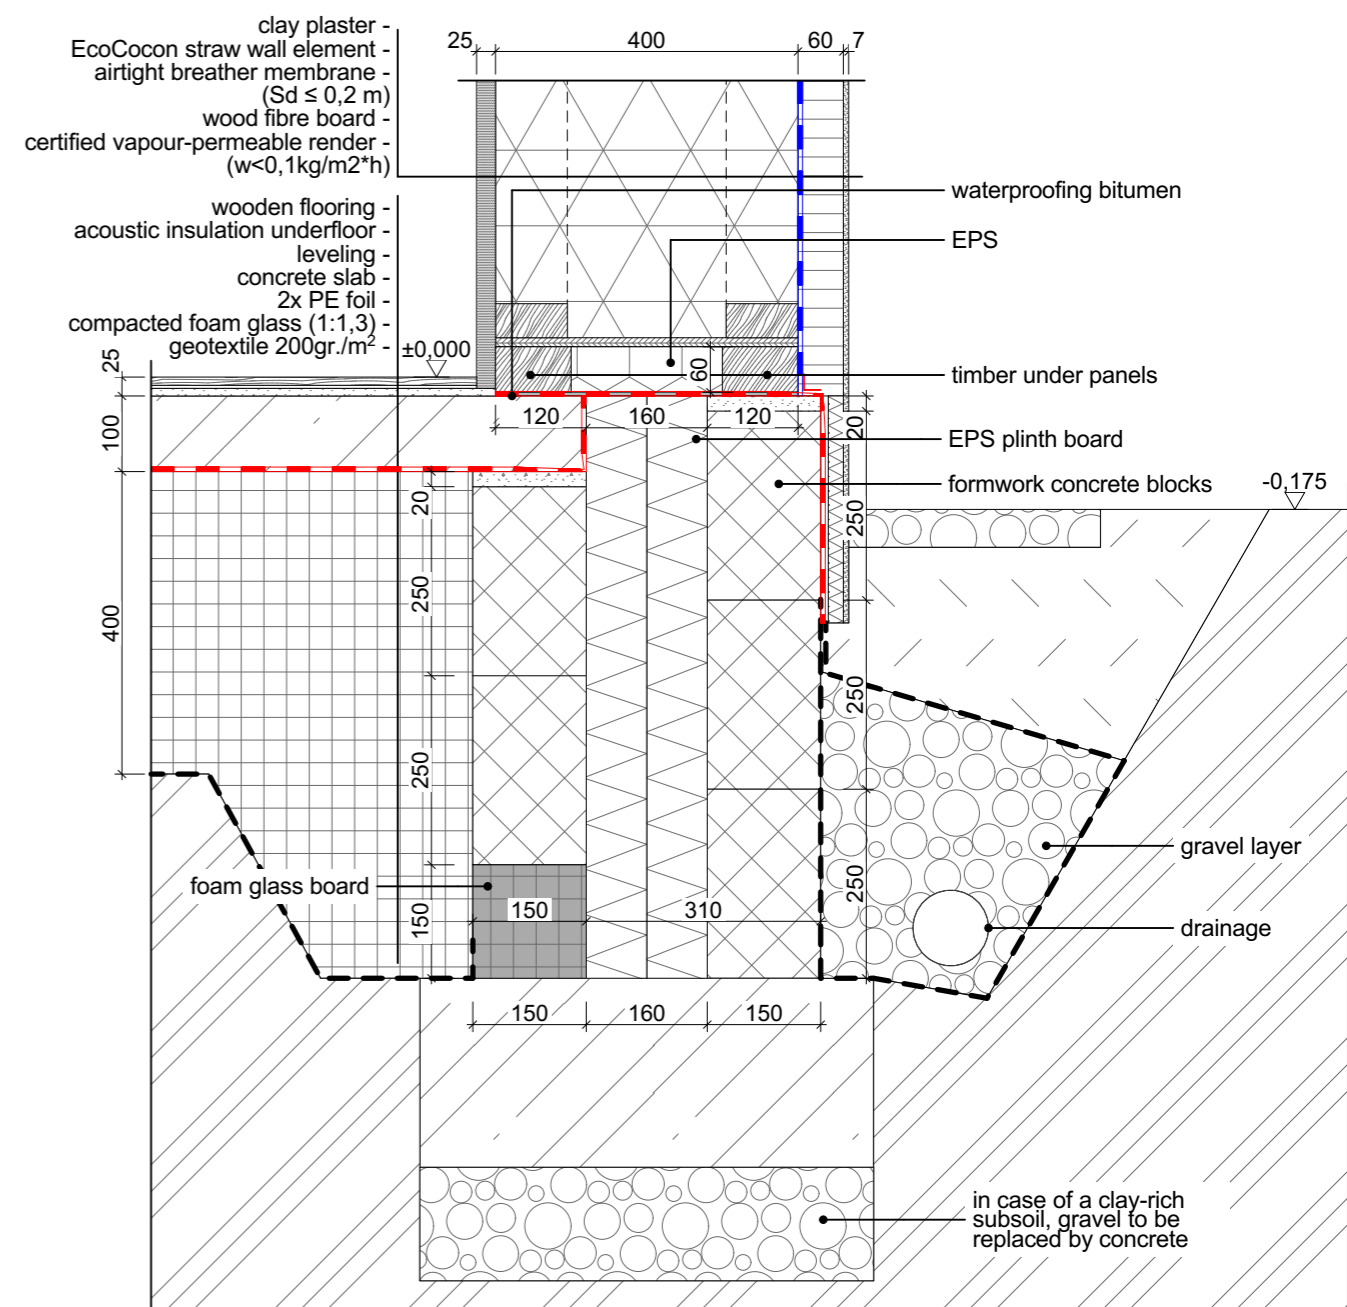 clay plaster -
EcoCocon straw wall element -
airtight breather membrane -
(Sd ≤ 0,2 m)
wood fibre board -
certified vapour-permeable render -
(w<0,1kg/m2*h)
wooden flooring -
acoustic insulation underfloor -
leveling -
concrete slab -
2x PE foil -
compacted foam glass (1:1,3) -
geotextile 200gr./m²  -
25
400
60
7
waterproofing bitumen
EPS
±0,000
25
60
timber under panels
100
120
160
120
20
EPS plinth board
formwork concrete blocks
-0,175
20
250
250
400
250
250
gravel layer
foam glass board
150
150
310
250
drainage
150
160
150
in case of a clay-rich
subsoil, gravel to be
replaced by concrete